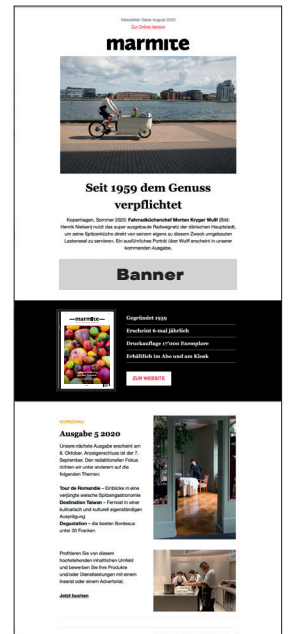 Newsletter Sales August 2020
Zur Online Version
marmite
Seit 1959 dem Genuss
verpflichtet
Kopenhagen, Sommer 2020: Fahrradküchenchef Morten Kryger Wulff (Bild:
Henrik Nielsen) nutzt das super ausgebaute Radwegnetz der dänischen Hauptstadt,
um seine Spitzenküche direkt von seinem eigens zu diesem Zweck umgebauten
Lastenesel zu servieren. Ein ausführliches Porträt über Wulff erscheint in unserer
kommenden Ausgabe.
Banner
marmite
Gegründet 1959
Erscheint 6-mal jährlich
Druckauflage 17'000 Exemplare
Erhältlich im Abo und am Kiosk
ZUR WEBSITE
VORSCHAU
Ausgabe 5 2020
Unsere nächste Ausgabe erscheint am
8. Oktober. Anzeigenschluss ist der 7.
September. Den redaktionellen Fokus
richten wir unter anderem auf die
folgenden Themen:
Tour de Romandie – Einblicke in eine
verjüngte welsche Spitzengastronomie
Destination Taiwan – Fernost in einer
kulinarisch und kulturell eigenständigen
Ausprägung
Degustation – die besten Bordeaux
unter 30 Franken
Profitieren Sie von diesem
hochstehenden inhaltlichen Umfeld
und bewerben Sie Ihre Produkte
und/oder Dienstleistungen mit einem
Inserat oder einem Advertorial.
Jetzt buchen